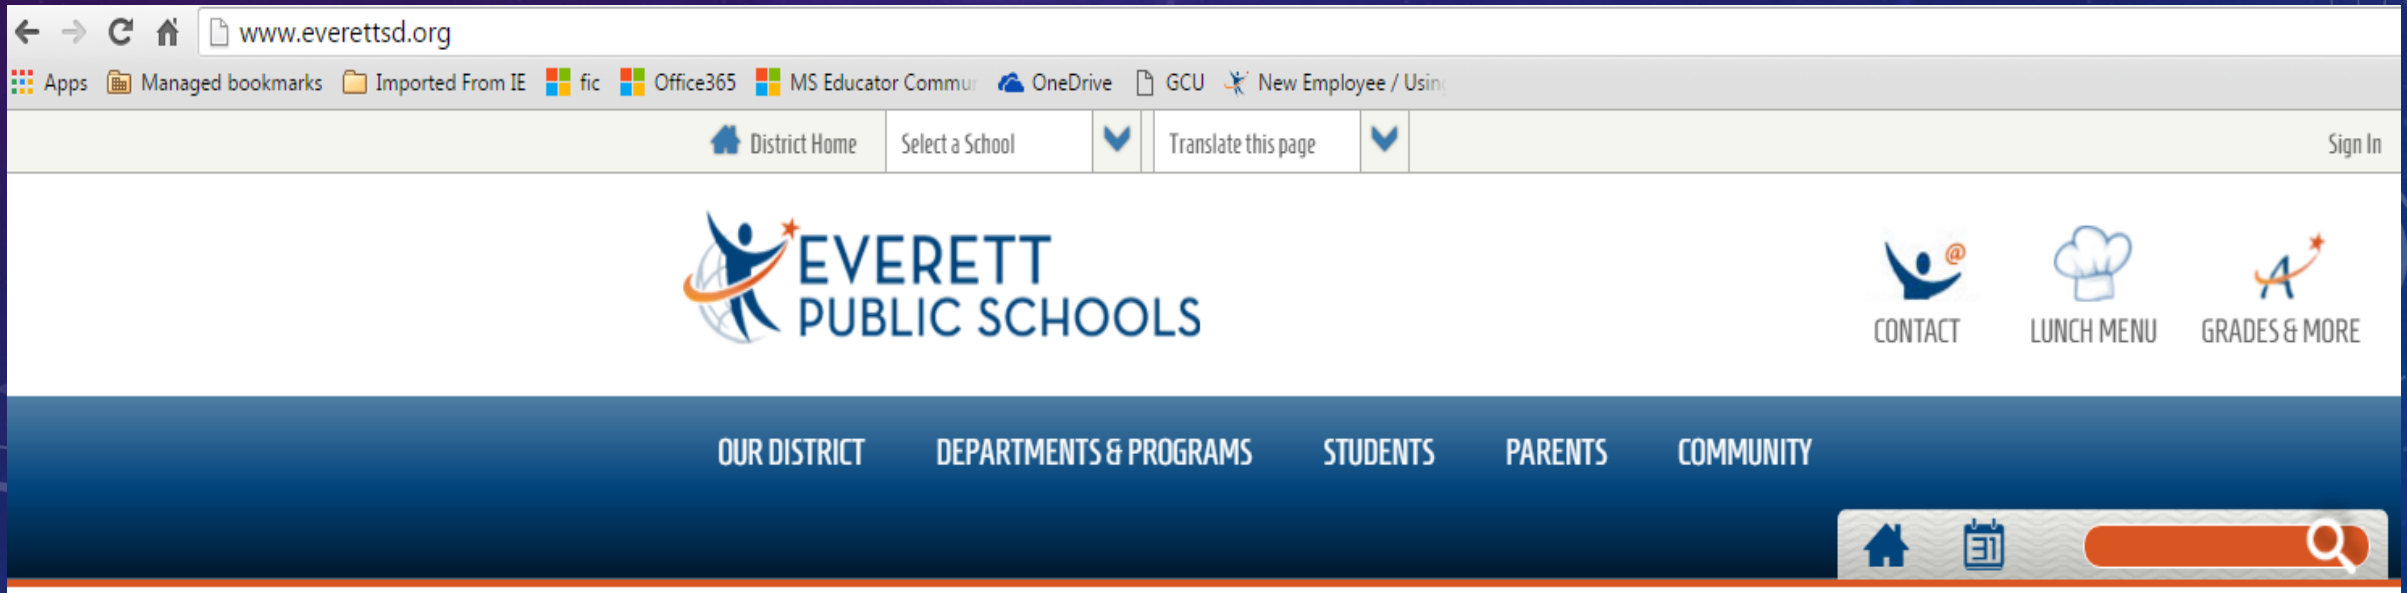 www.everettsd.org
Apps Managed bookmarks Imported From IE fic Office365 MS Educator Commu OneDrive GCU New Employee / Using
District Home Select a School Translate this page Sign In
EVERETT
PUBLIC SCHOOLS
@
CONTACT LUNCH MENU GRADES & MORE
OUR DISTRICT DEPARTMENTS & PROGRAMS STUDENTS PARENTS COMMUNITY
31